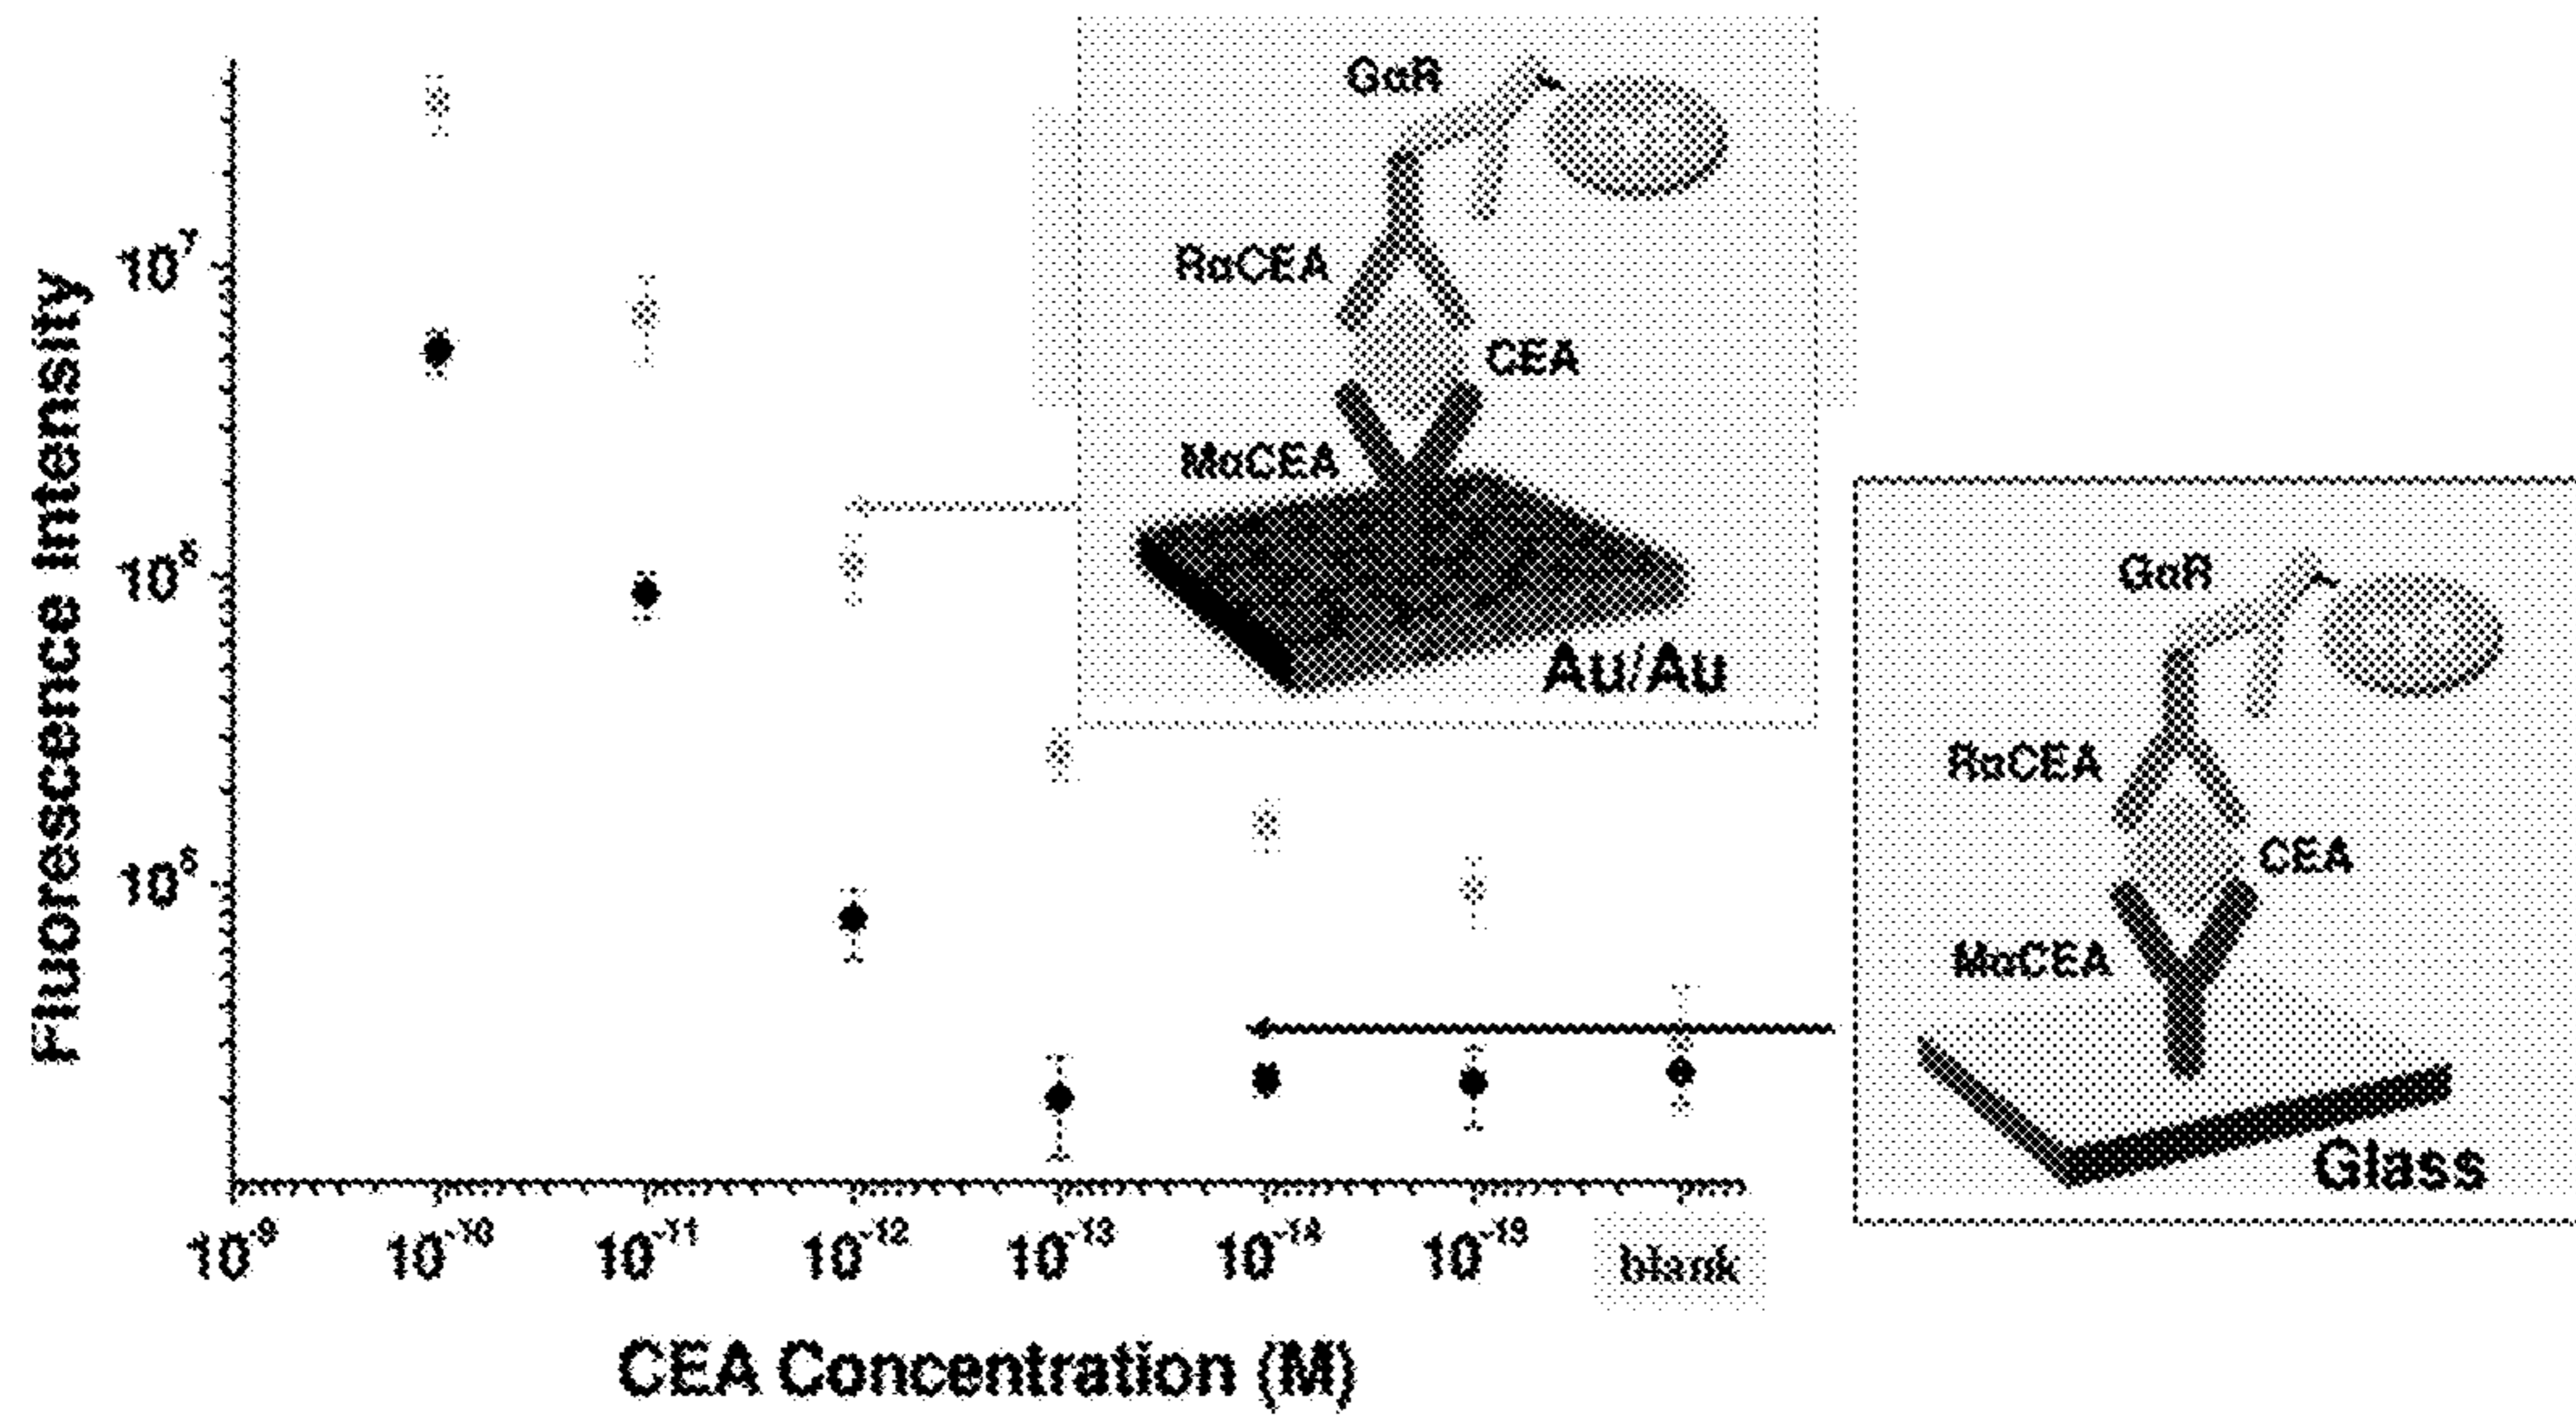 Fluorescence Intensity
10⁷
10⁶
10⁵
10⁻⁹ 10⁻¹⁰ 10⁻¹¹ 10⁻¹² 10⁻¹³ 10⁻¹⁴ 10⁻¹⁵ blank
CEA Concentration (M)
GαR
RαCEA
CEA
MαCEA
Au/Au
GαR
RαCEA
CEA
MαCEA
Glass